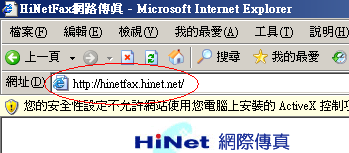 HiNetFax網路傳真 - Microsoft Internet Explorer
檔案(F) 編輯(E) 檢視(V) 我的最愛(A) 工具(T)
上一頁 搜尋 我的最愛
網址(D) http://hinetfax.hinet.net/
您的安全性設定不允許網站使用您電腦上安裝的 ActiveX 控制項
HiNet 網際傳真